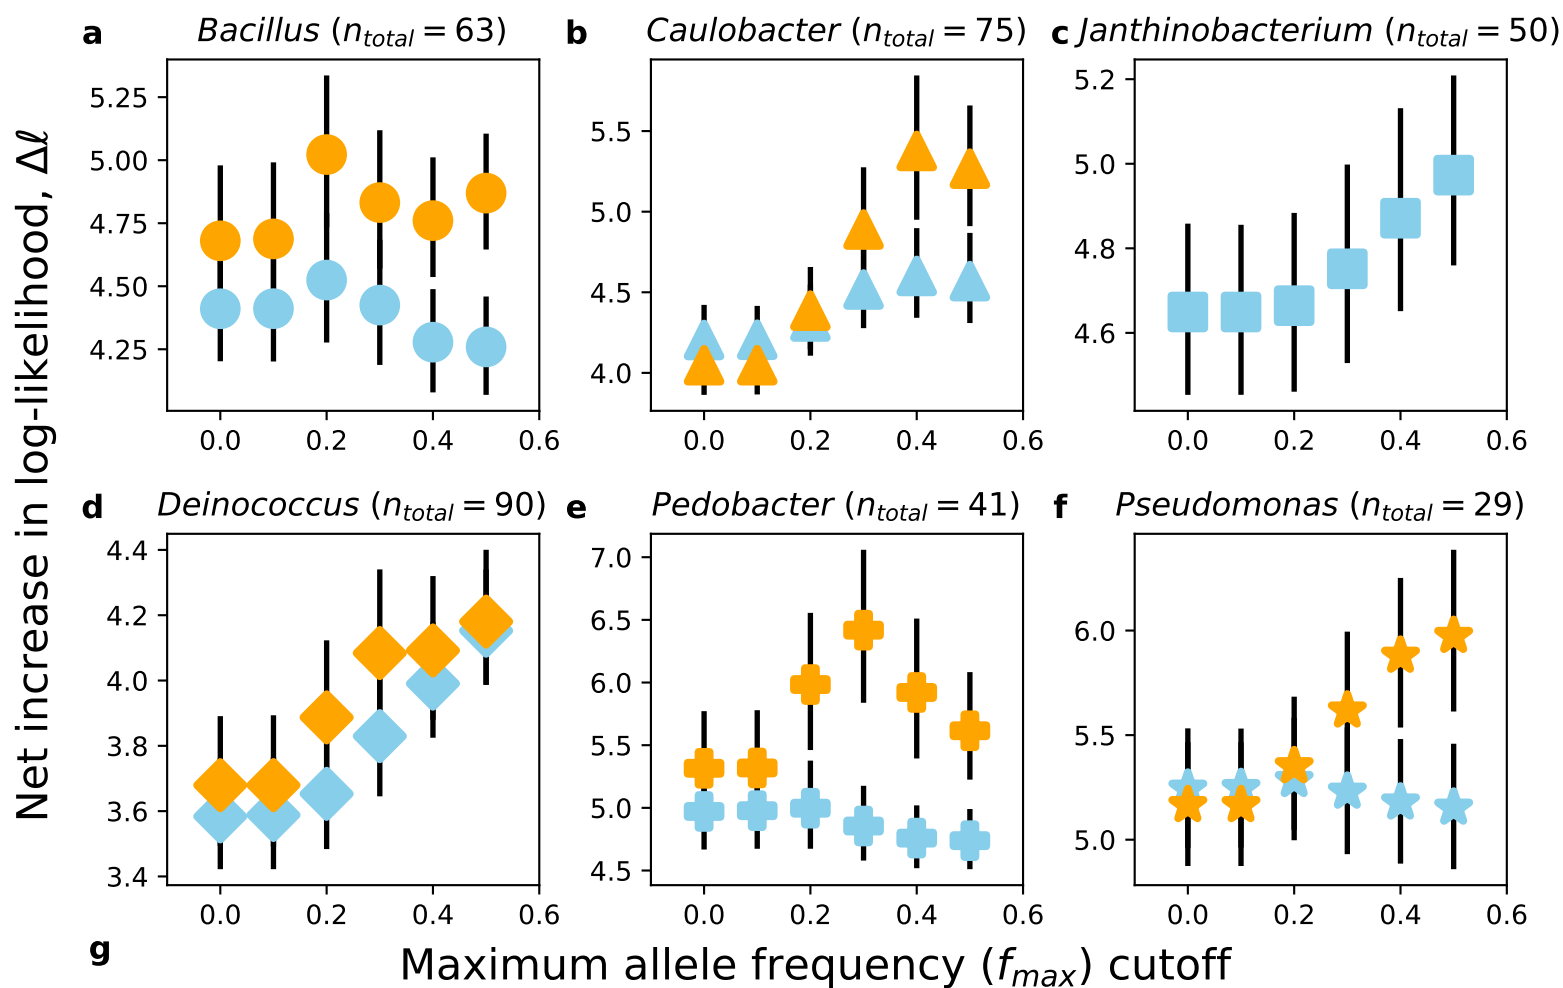 a Bacillus (n_total = 63)
b Caulobacter (n_total = 75)
c Janthinobacterium (n_total = 50)
Net increase in log-likelihood, Δℓ
5.25
5.00
4.75
4.50
4.25
0.0 0.2 0.4 0.6
5.5
5.0
4.5
4.0
0.0 0.2 0.4 0.6
5.2
5.0
4.8
4.6
0.0 0.2 0.4 0.6
d Deinococcus (n_total = 90)
e Pedobacter (n_total = 41)
f Pseudomonas (n_total = 29)
4.4
4.2
4.0
3.8
3.6
3.4
0.0 0.2 0.4 0.6
7.0
6.5
6.0
5.5
5.0
4.5
0.0 0.2 0.4 0.6
6.0
5.5
5.0
0.0 0.2 0.4 0.6
g
Maximum allele frequency (f_max) cutoff